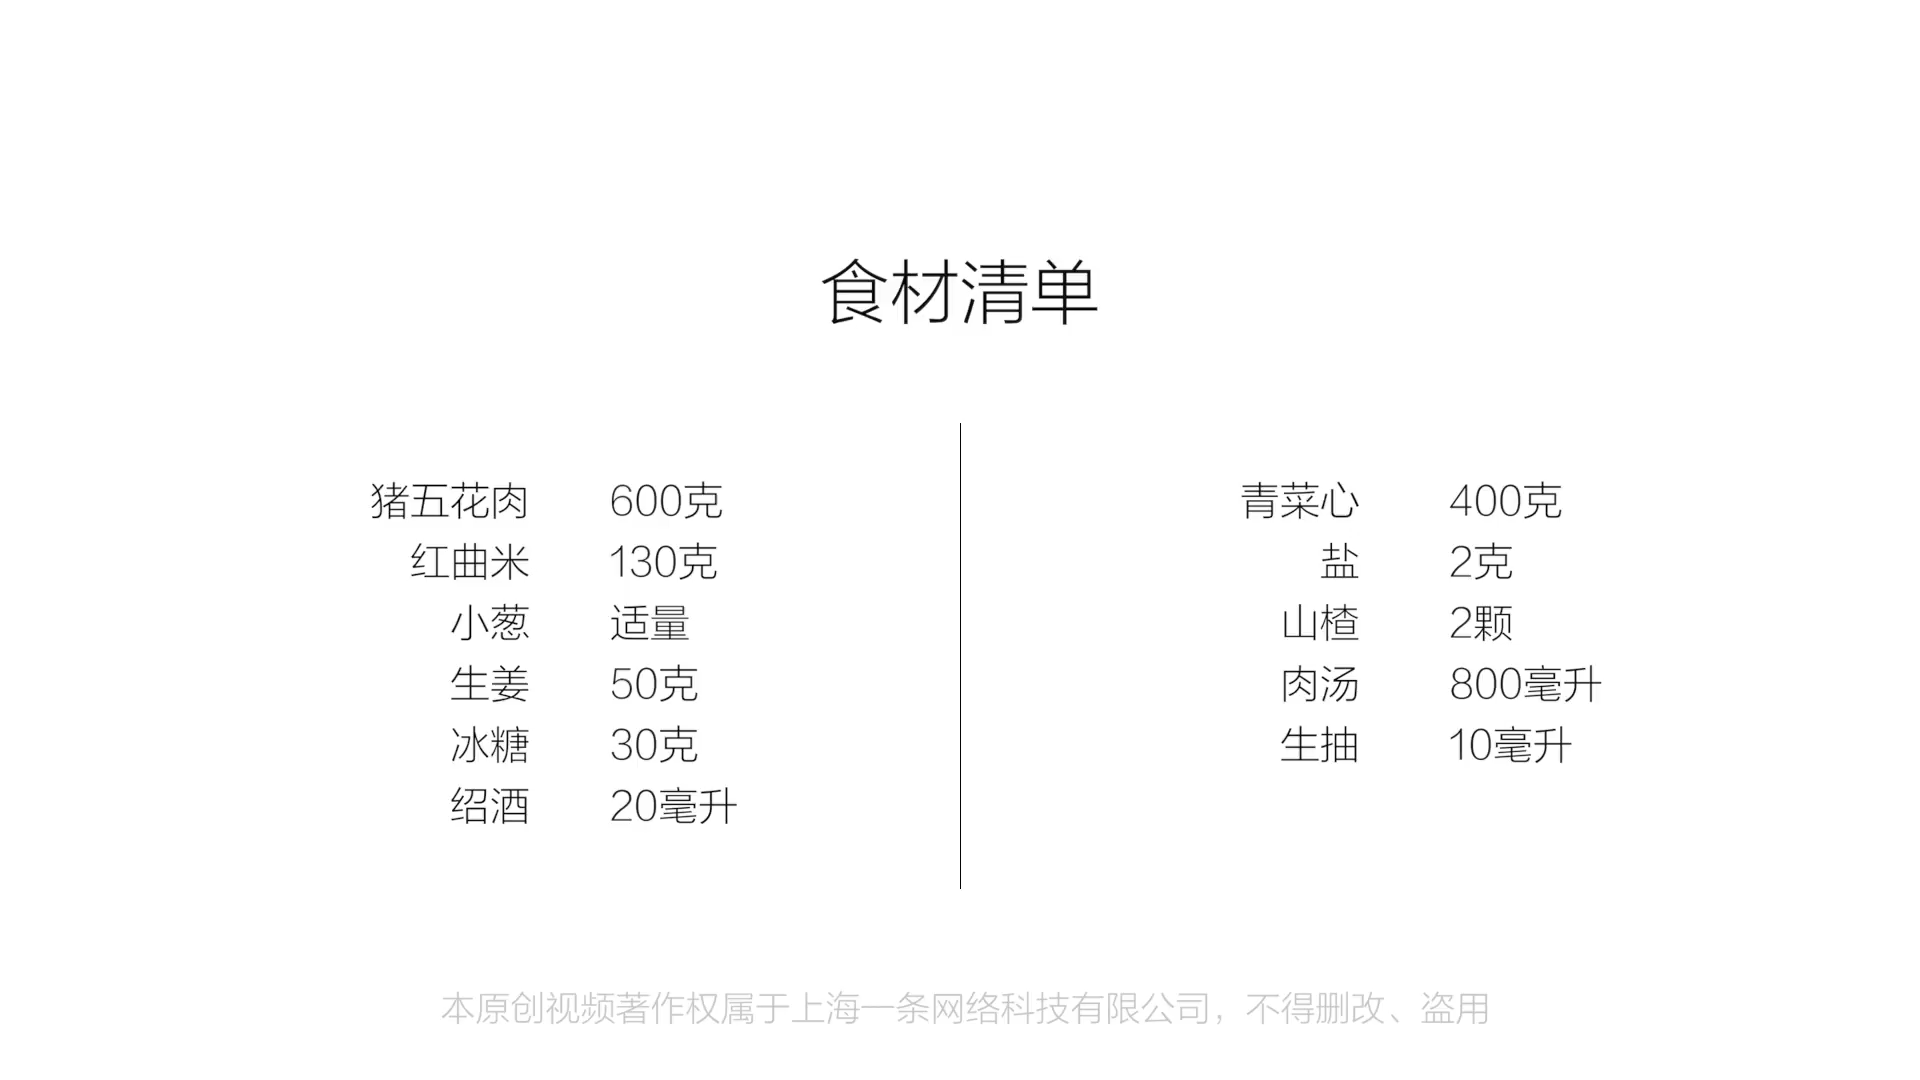 食材清单
猪五花肉 600克
红曲米 130克
小葱 适量
生姜 50克
冰糖 30克
绍酒 20毫升
青菜心 400克
盐 2克
山楂 2颗
肉汤 800毫升
生抽 10毫升
本原创视频著作权属于上海一条网络科技有限公司，不得删改、盗用